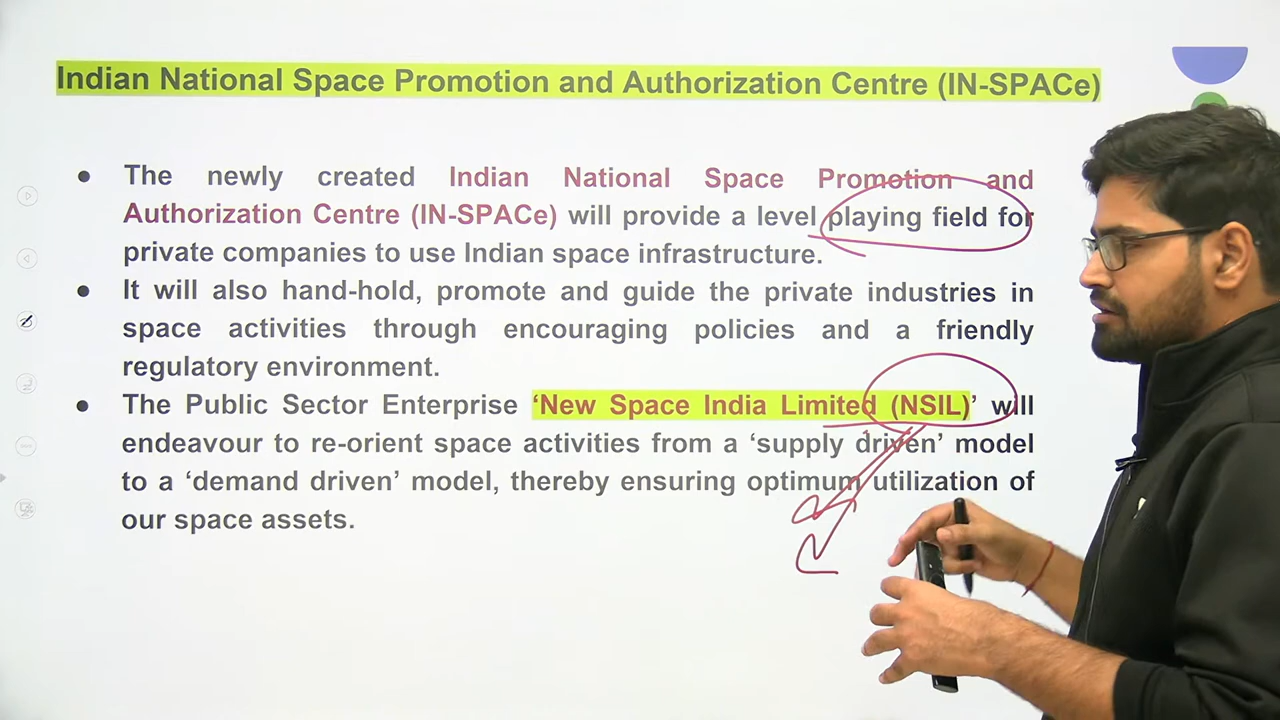 Indian National Space Promotion and Authorization Centre (IN-SPACe)
● The newly created Indian National Space Promotion and
Authorization Centre (IN-SPACe) will provide a level playing field for
private companies to use Indian space infrastructure.
● It will also hand-hold, promote and guide the private industries in
space activities through encouraging policies and a friendly
regulatory environment.
● The Public Sector Enterprise ‘New Space India Limited (NSIL)’ will
endeavour to re-orient space activities from a ‘supply driven’ model
to a ‘demand driven’ model, thereby ensuring optimum utilization of
our space assets.